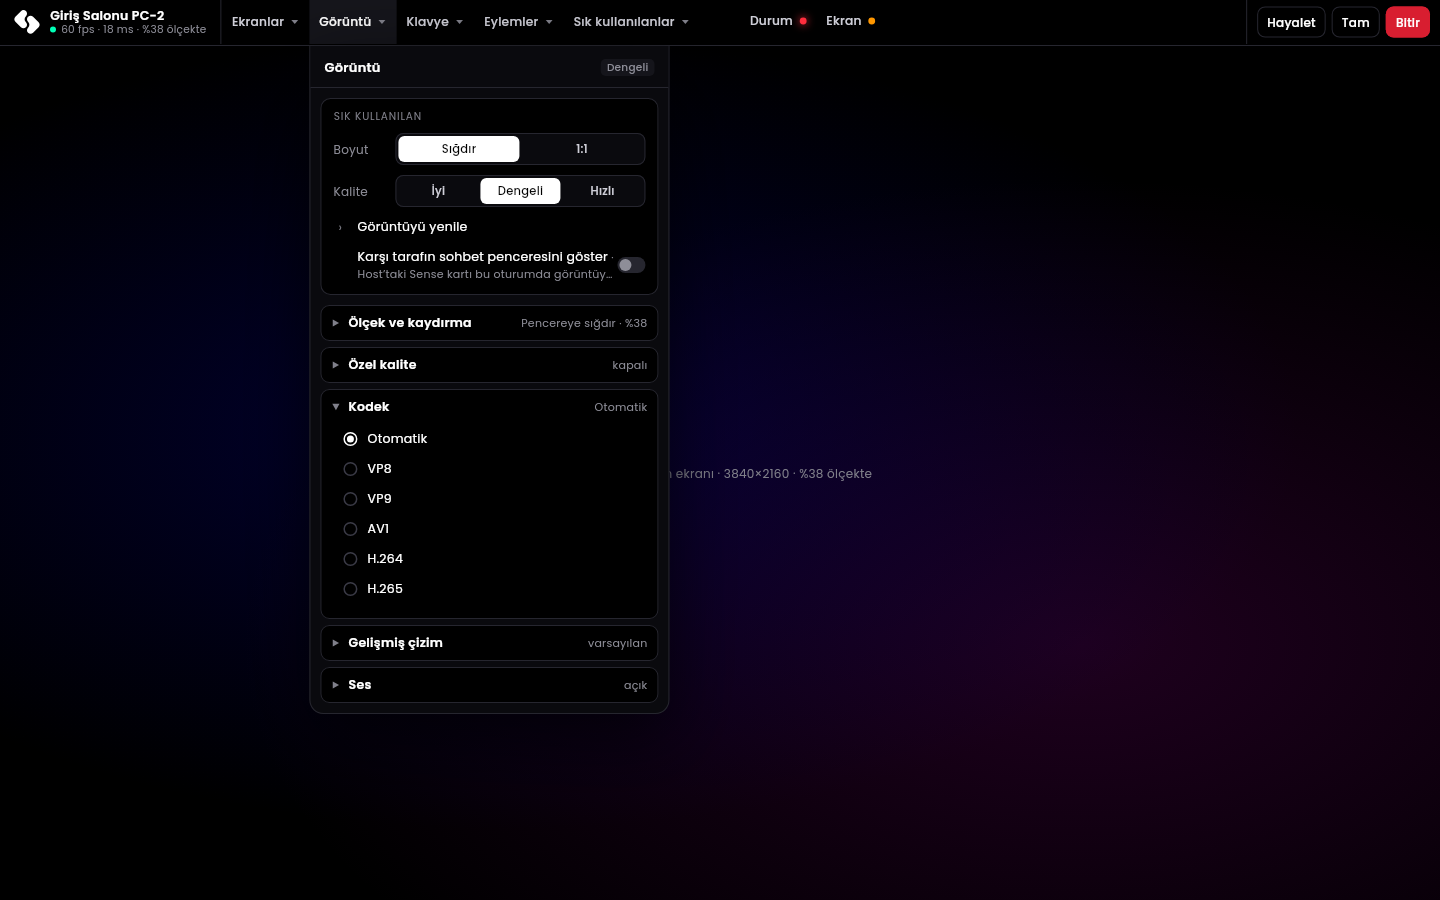 Giriş Salonu PC-2
60 fps · 18 ms · %38 ölçekte
Ekranlar
Görüntü
Klavye
Eylemler
Sık kullanılanlar
Durum
Ekran
Hayalet
Tam
Bitir
Görüntü
Dengeli
SIK KULLANILAN
Boyut
Sığdır
1:1
Kalite
İyi
Dengeli
Hızlı
Görüntüyü yenile
Karşı tarafın sohbet penceresini göster ·
Host'taki Sense kartı bu oturumda görüntüy...
Ölçek ve kaydırma
Pencereye sığdır · %38
Özel kalite
kapalı
Kodek
Otomatik
Otomatik
VP8
ekranı · 3840×2160 · %38 ölçekte
VP9
AV1
H.264
H.265
Gelişmiş çizim
varsayılan
Ses
açık